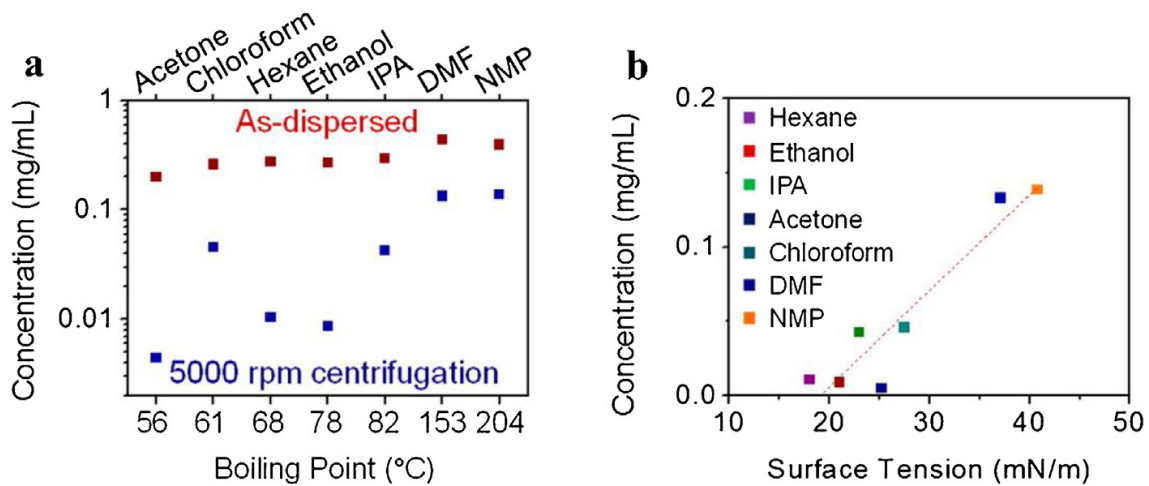 a
Acetone
Chloroform
Hexane
Ethanol
IPA
DMF
NMP
Concentration (mg/mL)
1
0.1
0.01
As-dispersed
5000 rpm centrifugation
56 61 68 78 82 153 204
Boiling Point (°C)
b
Concentration (mg/mL)
0.2
0.1
0.0
Hexane
Ethanol
IPA
Acetone
Chloroform
DMF
NMP
10 20 30 40 50
Surface Tension (mN/m)